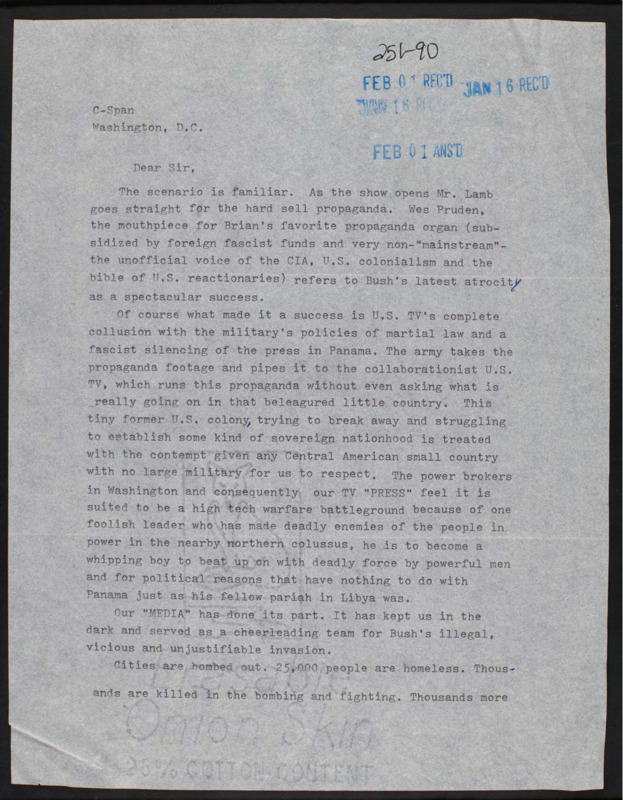 251-90
FEB 01 REC'D
JAN 16 REC'D
JAN 16 REC'D
FEB 01 ANS'D
C-Span
Washington, D.C.
Dear Sir,
The scenario is familiar. As the show opens Mr. Lamb
goes straight for the hard sell propaganda. Wes Pruden,
the mouthpiece for Brian's favorite propaganda organ (sub-
sidized by foreign fascist funds and very non-"mainstream"-
the unofficial voice of the CIA, U.S. colonialism and the
bible of U.S. reactionaries) refers to Bush's latest atrocity
as a spectacular success.
Of course what made it a success is U.S. TV's complete
collusion with the military's policies of martial law and a
fascist silencing of the press in Panama. The army takes the
propaganda footage and pipes it to the collaborationist U.S.
TV, which runs this propaganda without even asking what is
really going on in that beleagured little country. This
tiny former U.S. colony, trying to break away and struggling
to establish some kind of sovereign nationhood is treated
with the contempt given any Central American small country
with no large military for us to respect. The power brokers
in Washington and consequently our TV "PRESS" feel it is
suited to be a high tech warfare battleground because of one
foolish leader who has made deadly enemies of the people in
power in the nearby northern colussus, he is to become a
whipping boy to beat up on with deadly force by powerful men
and for political reasons that have nothing to do with
Panama just as his fellow pariah in Libya was.
Our "MEDIA" has done its part. It has kept us in the
dark and served as a cheerleading team for Bush's illegal,
vicious and unjustifiable invasion.
Cities are bombed out. 25,000 people are homeless. Thous-
ands are killed in the bombing and fighting. Thousands more
Onion Skin
COTTON CONTENT